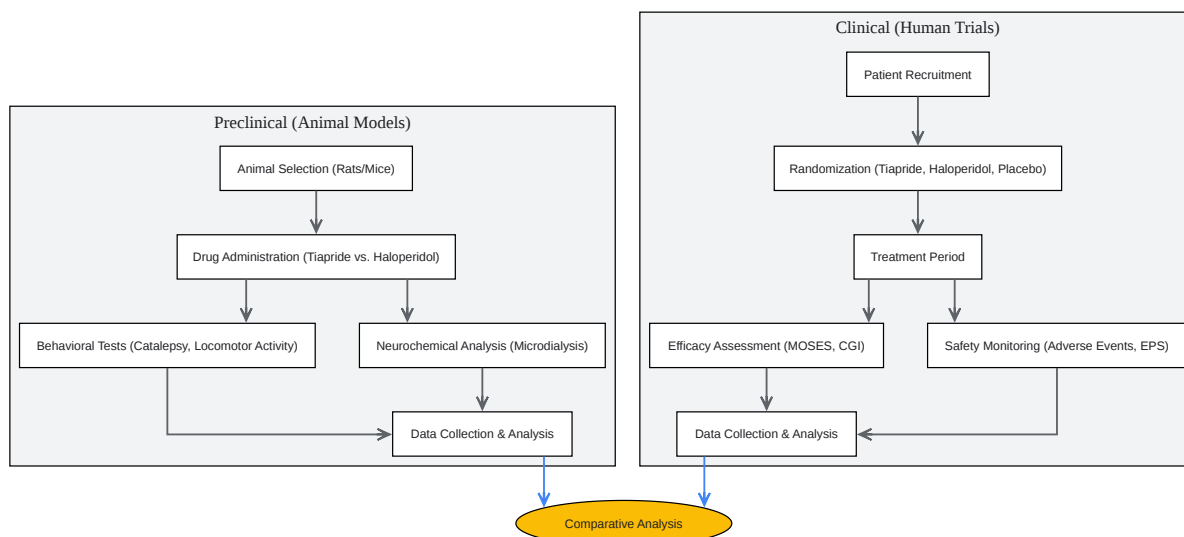 Preclinical (Animal Models)
Animal Selection (Rats/Mice)
Drug Administration (Tiapride vs. Haloperidol)
Behavioral Tests (Catalepsy, Locomotor Activity)
Neurochemical Analysis (Microdialysis)
Data Collection & Analysis
Clinical (Human Trials)
Patient Recruitment
Randomization (Tiapride, Haloperidol, Placebo)
Treatment Period
Efficacy Assessment (MOSES, CGI)
Safety Monitoring (Adverse Events, EPS)
Data Collection & Analysis
Comparative Analysis